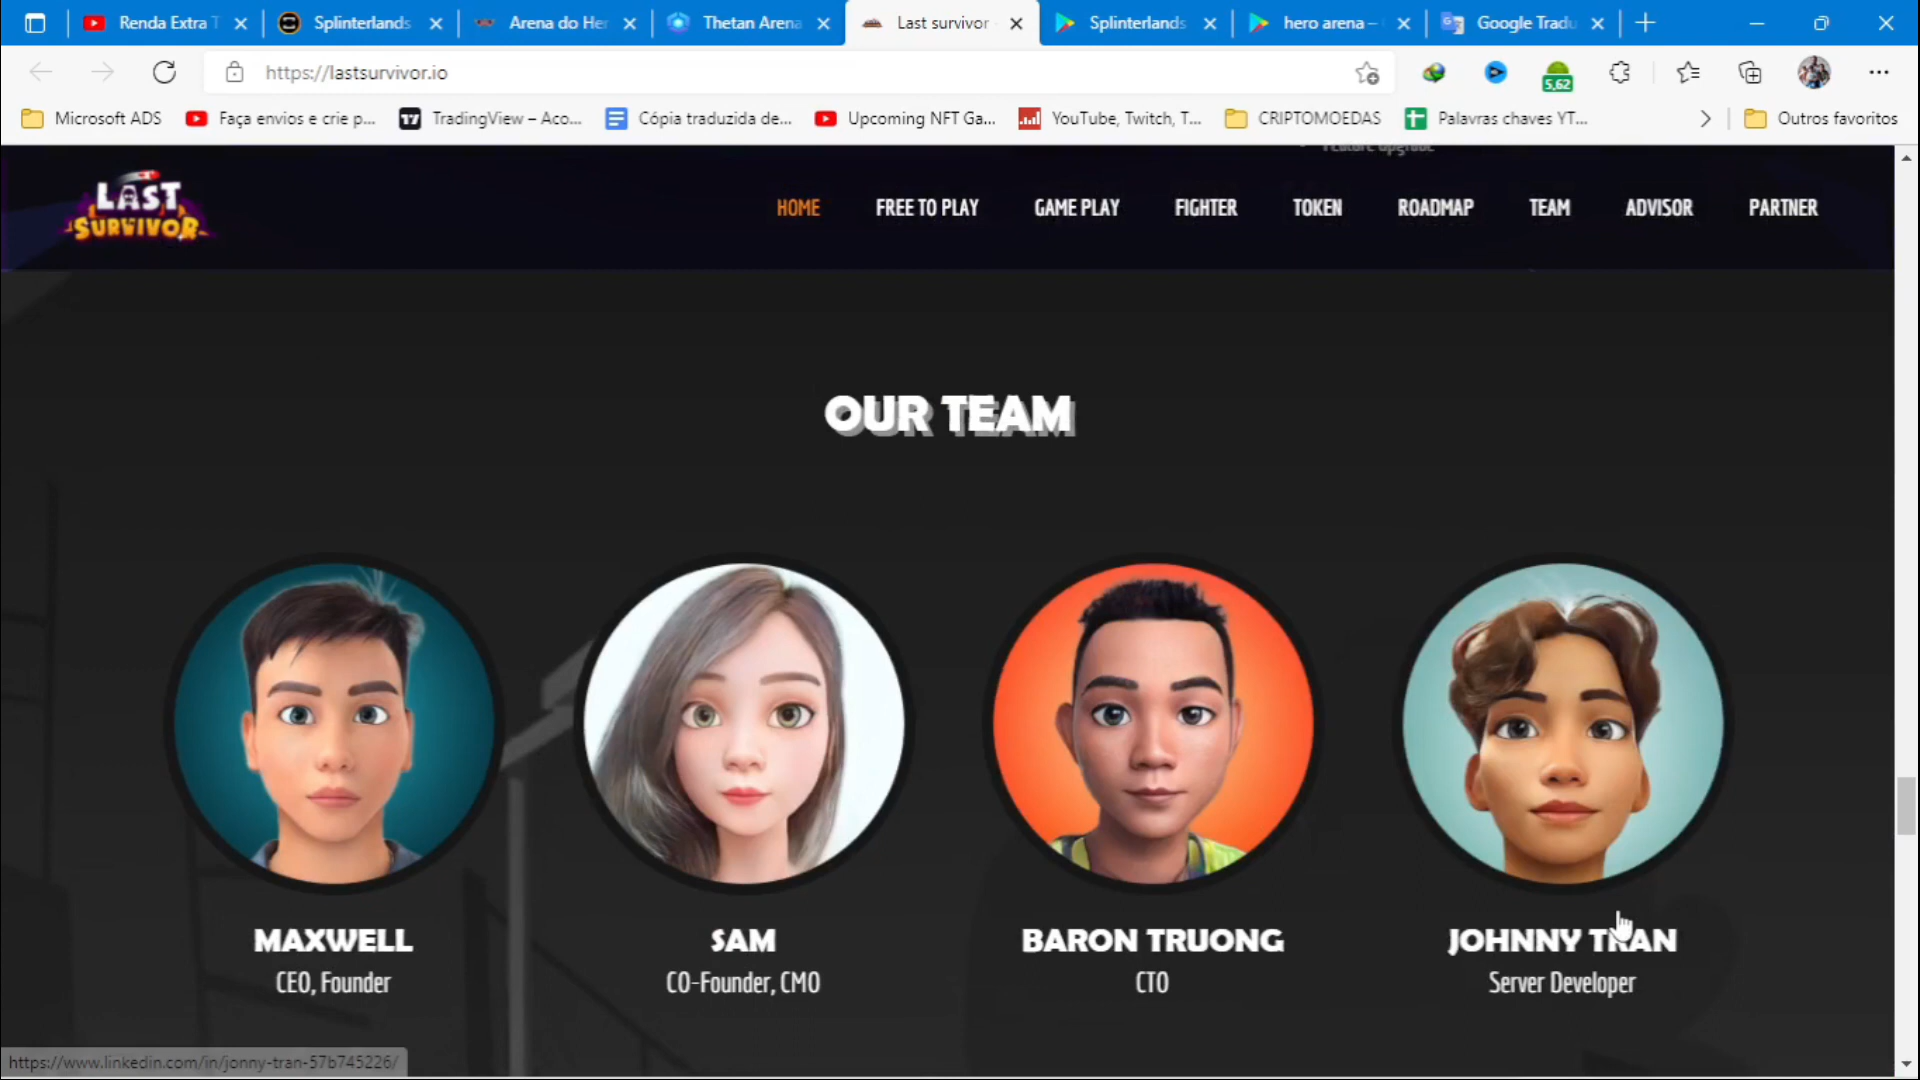 Renda Extra T
Splinterlands
Arena do Her
Thetan Arena
Last survivor
Splinterlands
hero arena –
Google Tradu
https://lastsurvivor.io
5,62
Microsoft ADS
Faça envios e crie p...
TradingView – Aco...
Cópia traduzida de...
Upcoming NFT Ga...
YouTube, Twitch, T...
CRIPTOMOEDAS
Palavras chaves YT...
Outros favoritos
Feature upgrade
LAST
SURVIVOR
HOME
FREE TO PLAY
GAME PLAY
FIGHTER
TOKEN
ROADMAP
TEAM
ADVISOR
PARTNER
OUR TEAM
MAXWELL
CEO, Founder
SAM
CO-Founder, CMO
BARON TRUONG
CTO
JOHNNY TRAN
Server Developer
https://www.linkedin.com/in/jonny-tran-57b745226/